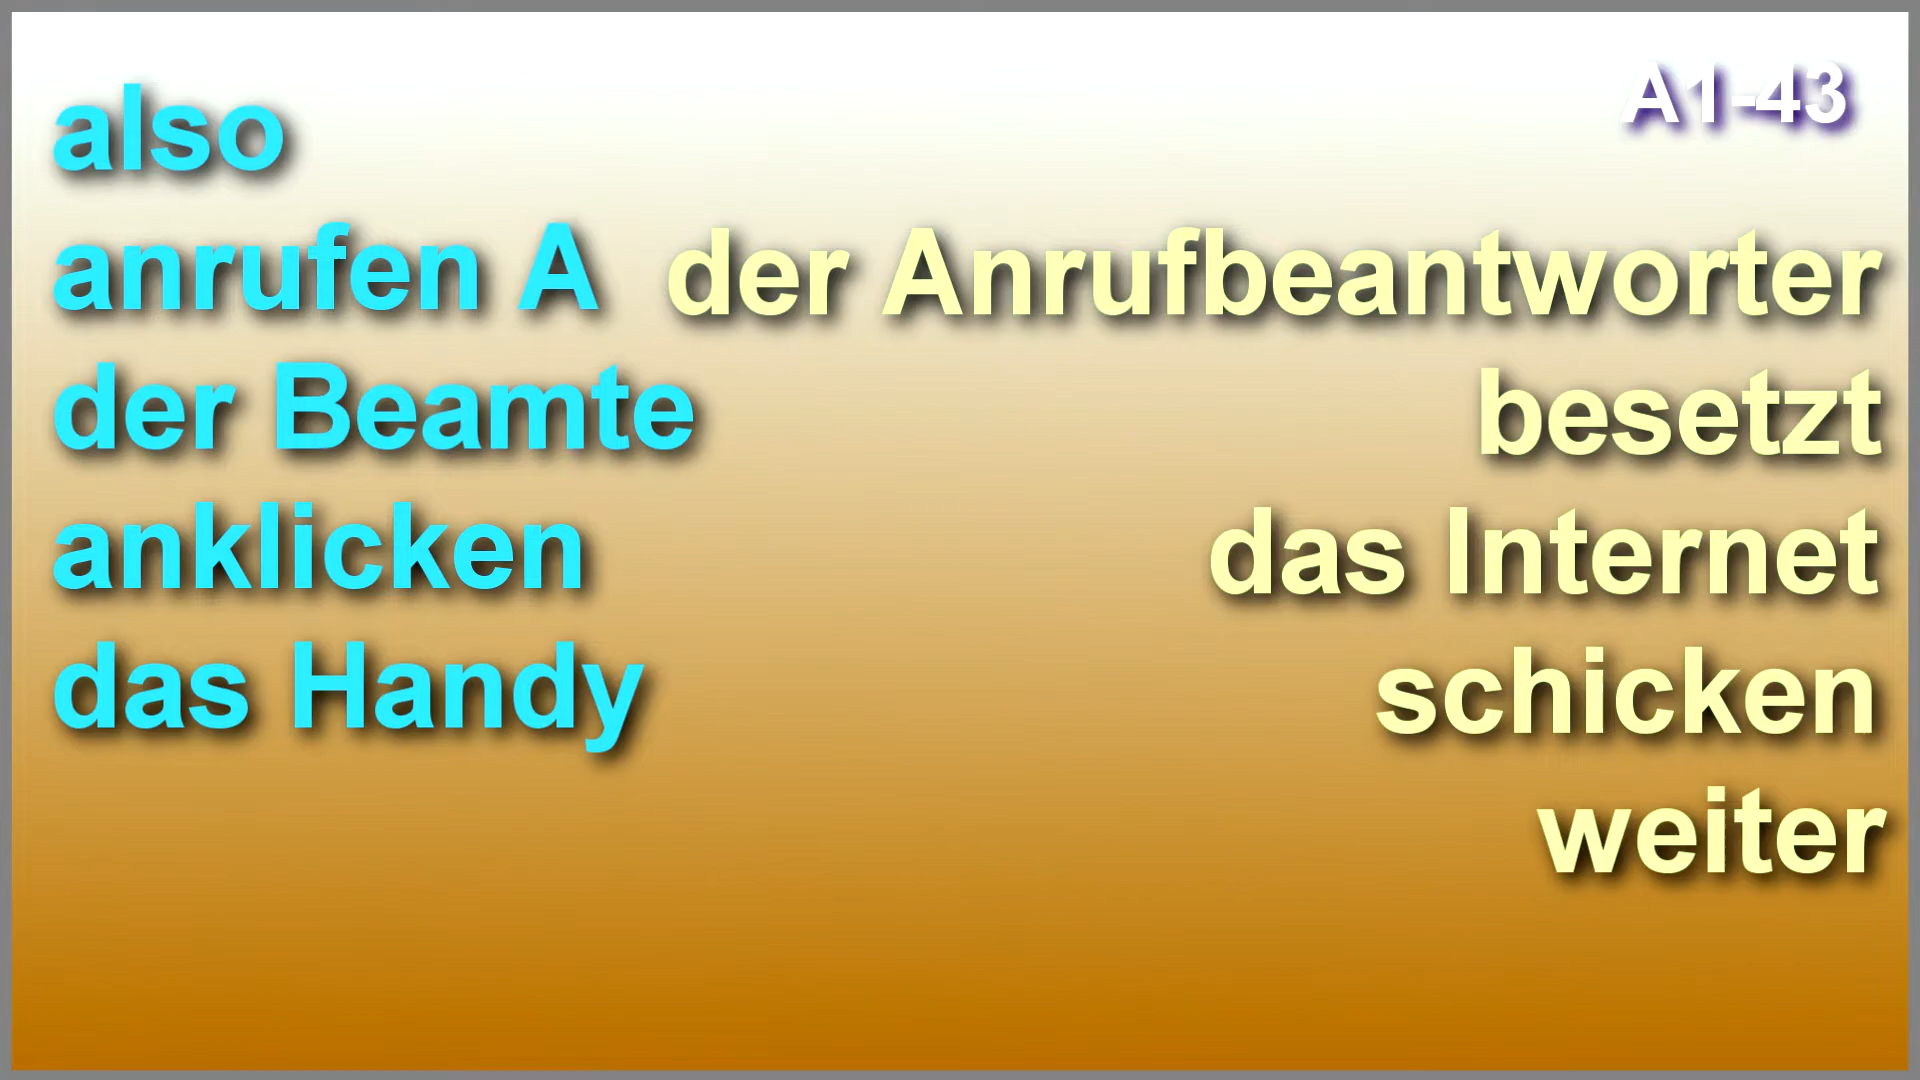 A1-43
also
anrufen A
der Beamte
anklicken
das Handy
der Anrufbeantworter
besetzt
das Internet
schicken
weiter